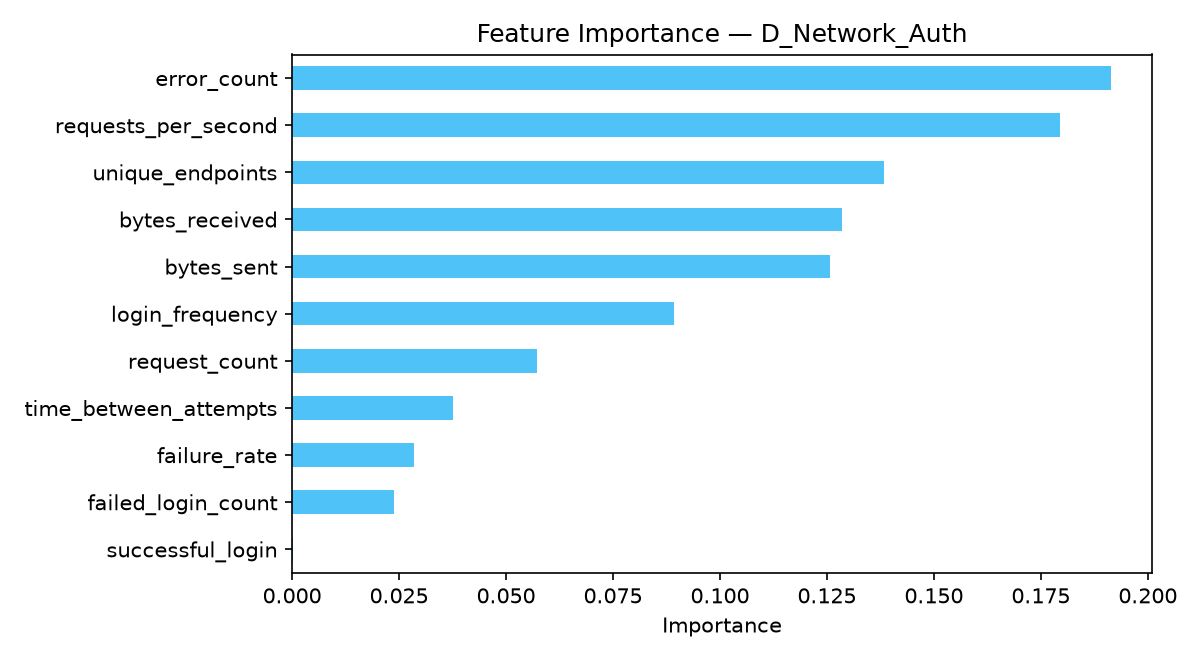 Feature Importance — D_Network_Auth
error_count
requests_per_second
unique_endpoints
bytes_received
bytes_sent
login_frequency
request_count
time_between_attempts
failure_rate
failed_login_count
successful_login
0.000 0.025 0.050 0.075 0.100 0.125 0.150 0.175 0.200
Importance